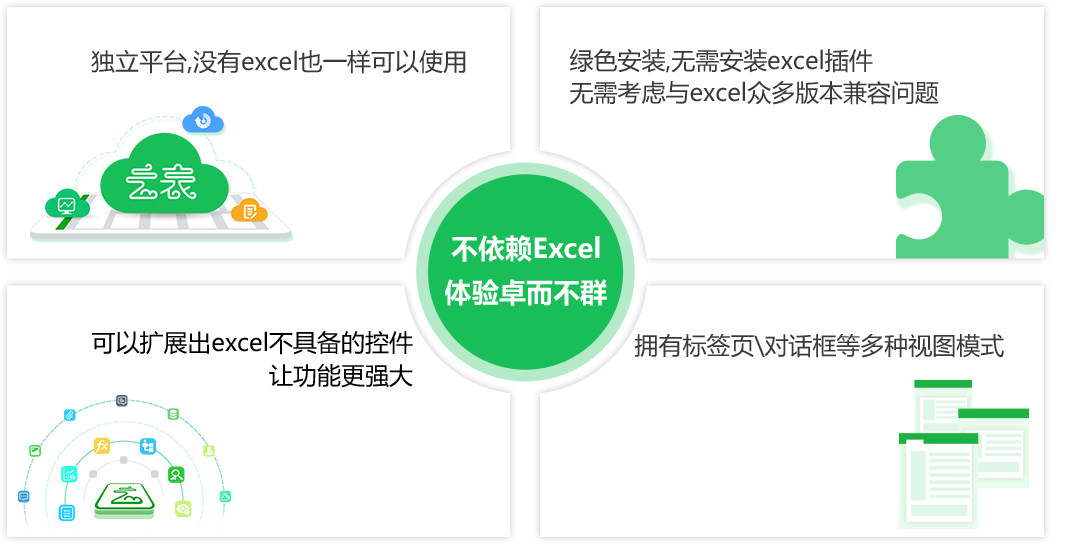 独立平台,没有excel也一样可以使用
绿色安装,无需安装excel插件
无需考虑与excel众多版本兼容问题
云表
不依赖Excel
体验卓而不群
可以扩展出excel不具备的控件
让功能更强大
fx
拥有标签页\对话框等多种视图模式